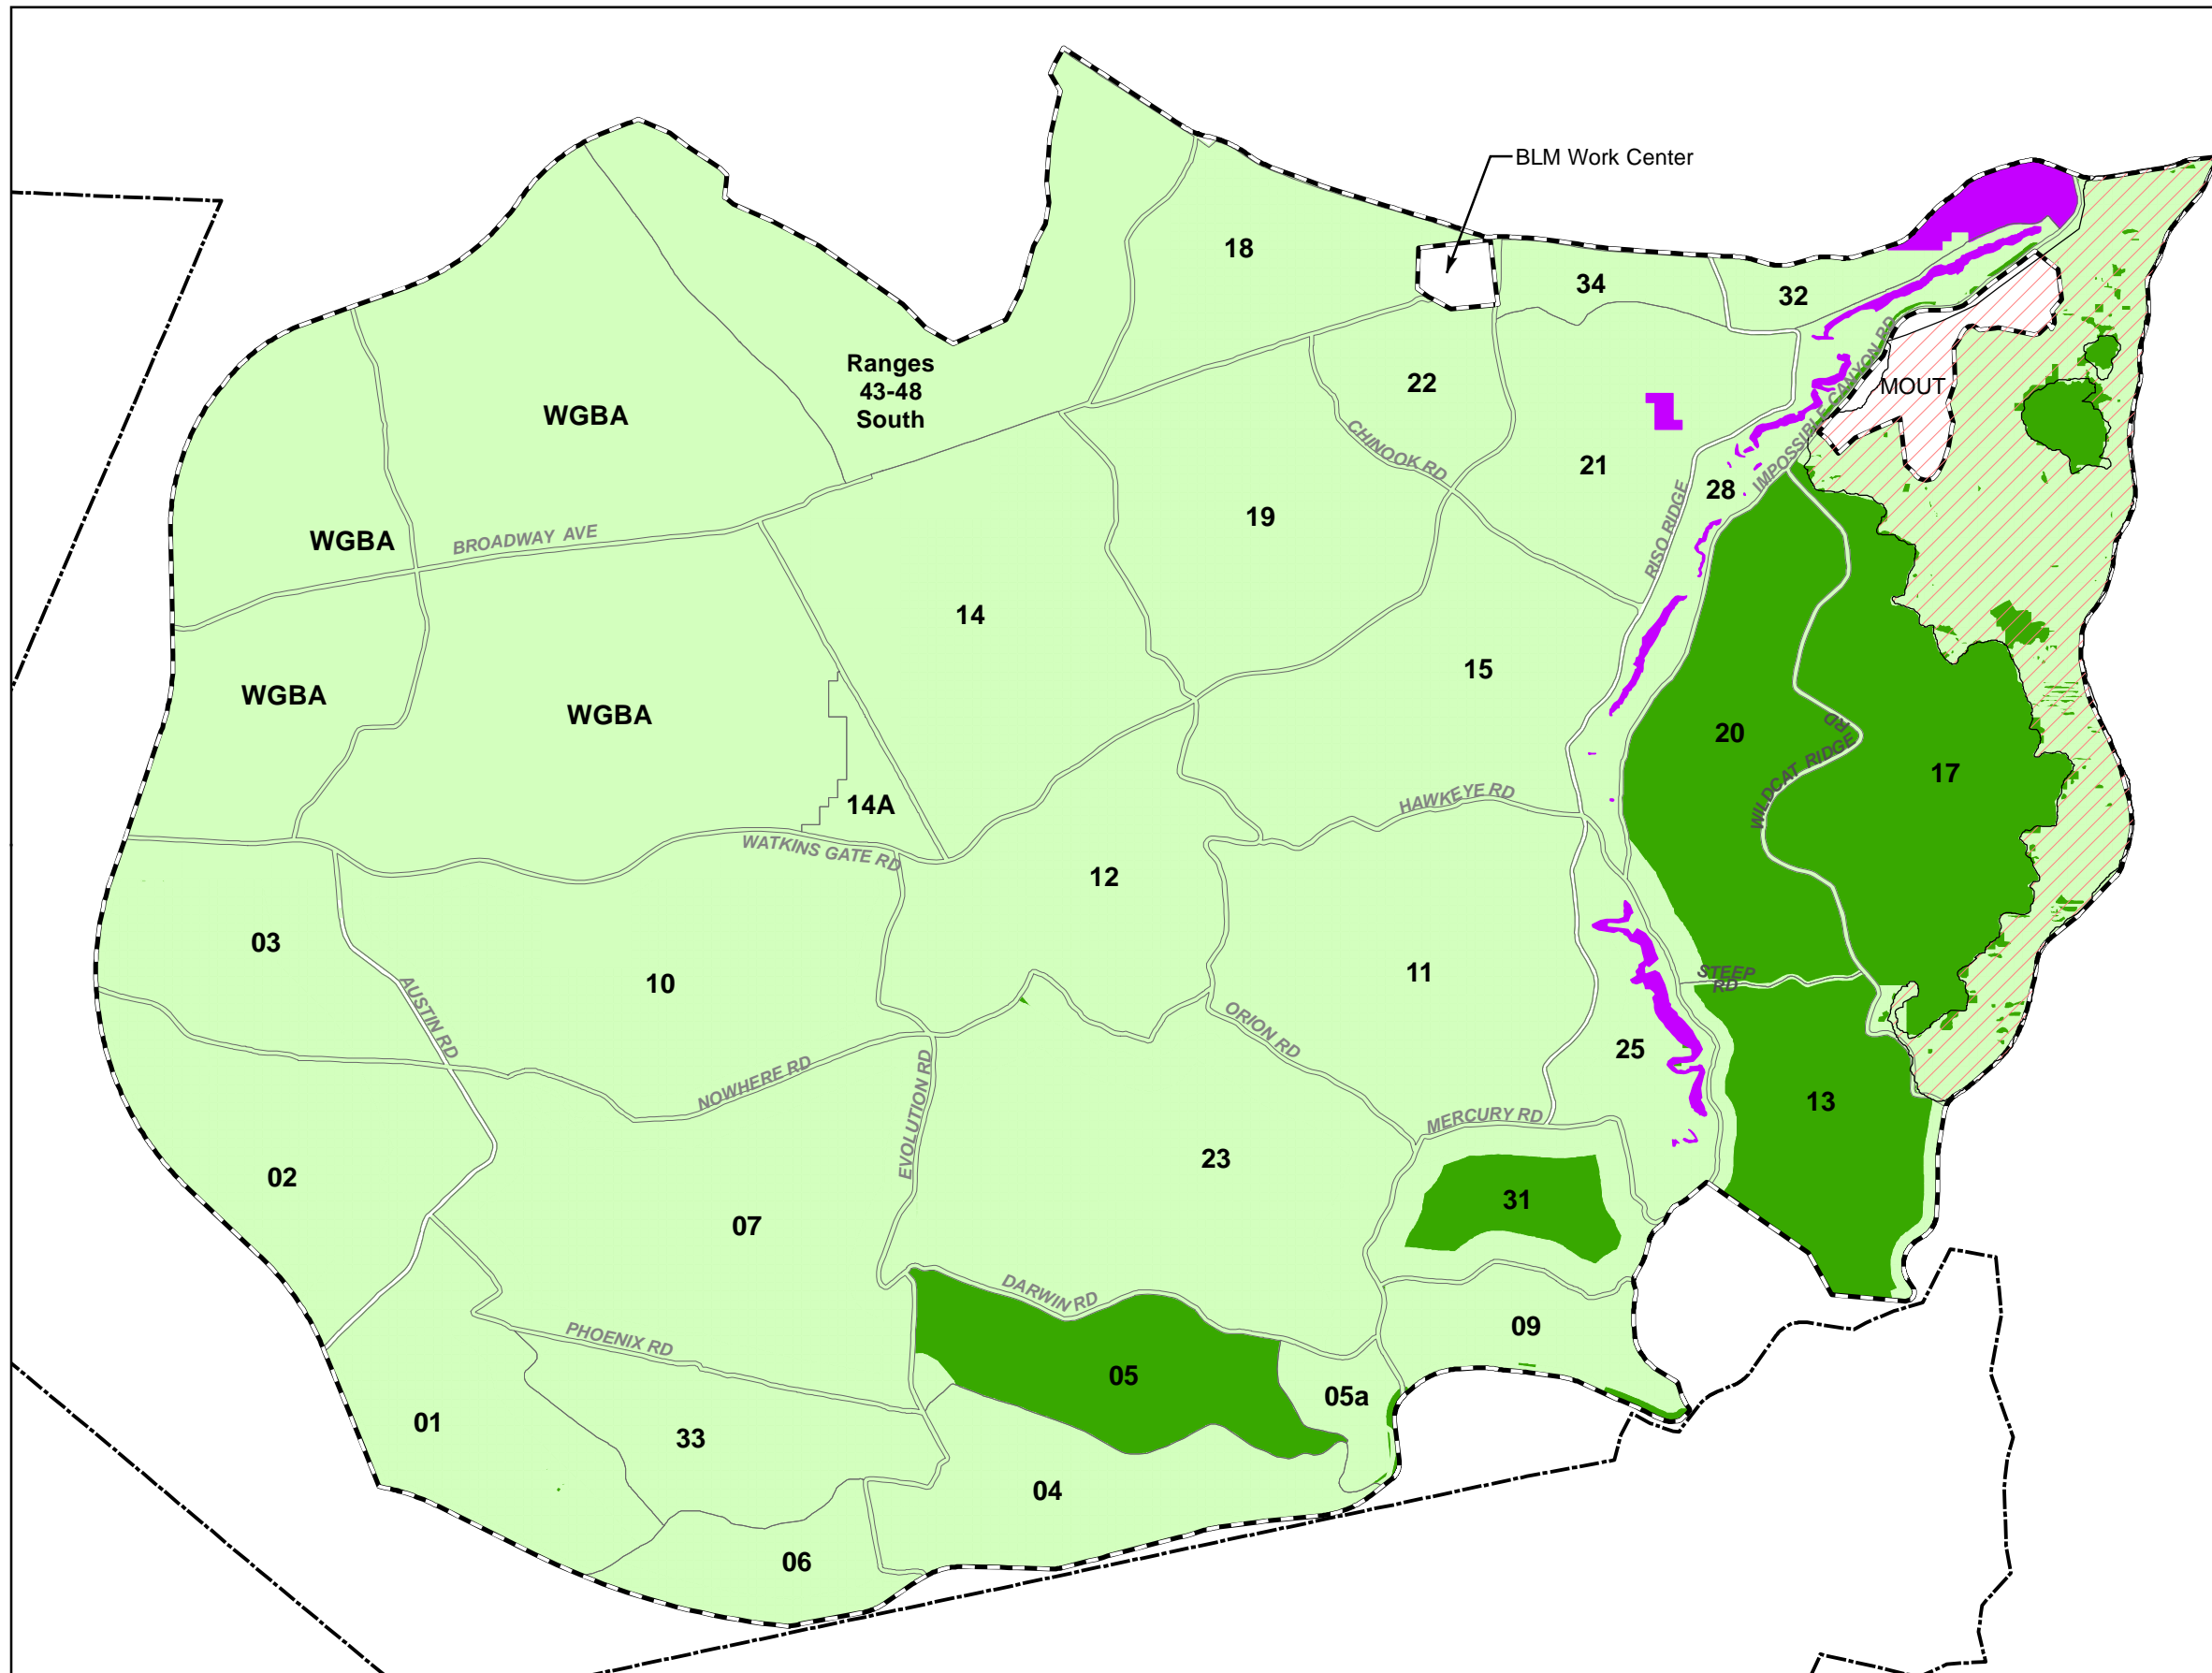 BLM Work Center
18
34
32
Ranges
43-48
South
22
MOUT
WGBA
CHINOOK RD
IMPOSSIBLE CANYON RD
21
28
19
WGBA
BROADWAY AVE
RISO RIDGE
14
15
WGBA
WGBA
20
WILDCAT RIDGE
RD
17
14A
HAWKEYE RD
WATKINS GATE RD
12
03
10
11
STEEP
RD
AUSTIN RD
ORION RD
25
NOWHERE RD
EVOLUTION RD
13
MERCURY RD
02
23
31
07
DARWIN RD
09
PHOENIX RD
05
05a
01
33
04
06